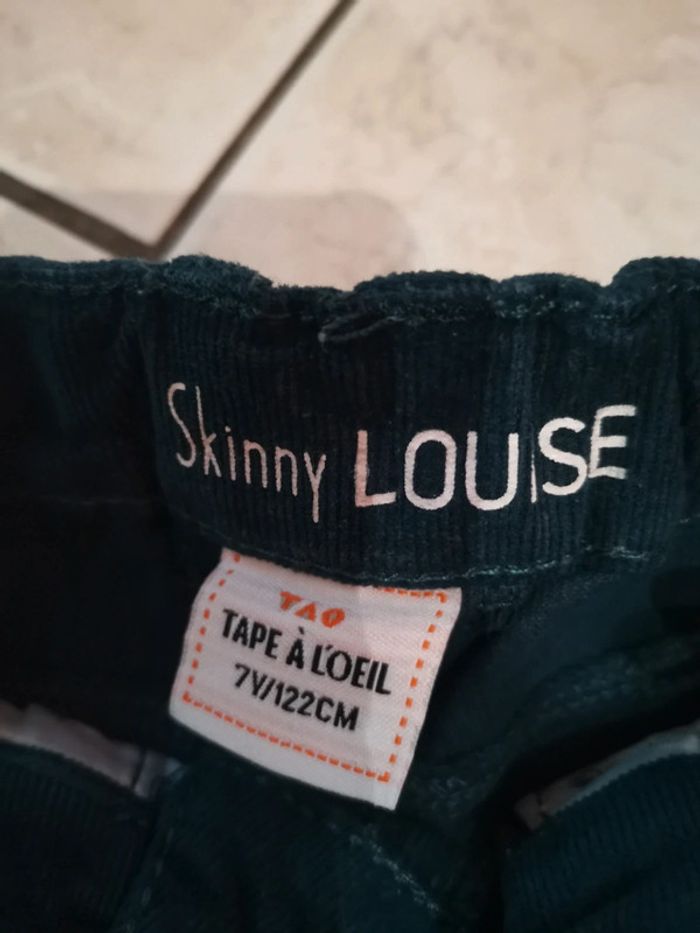 Skinny LOUISE
TAO
TAPE À L'OEIL
7Y/122CM